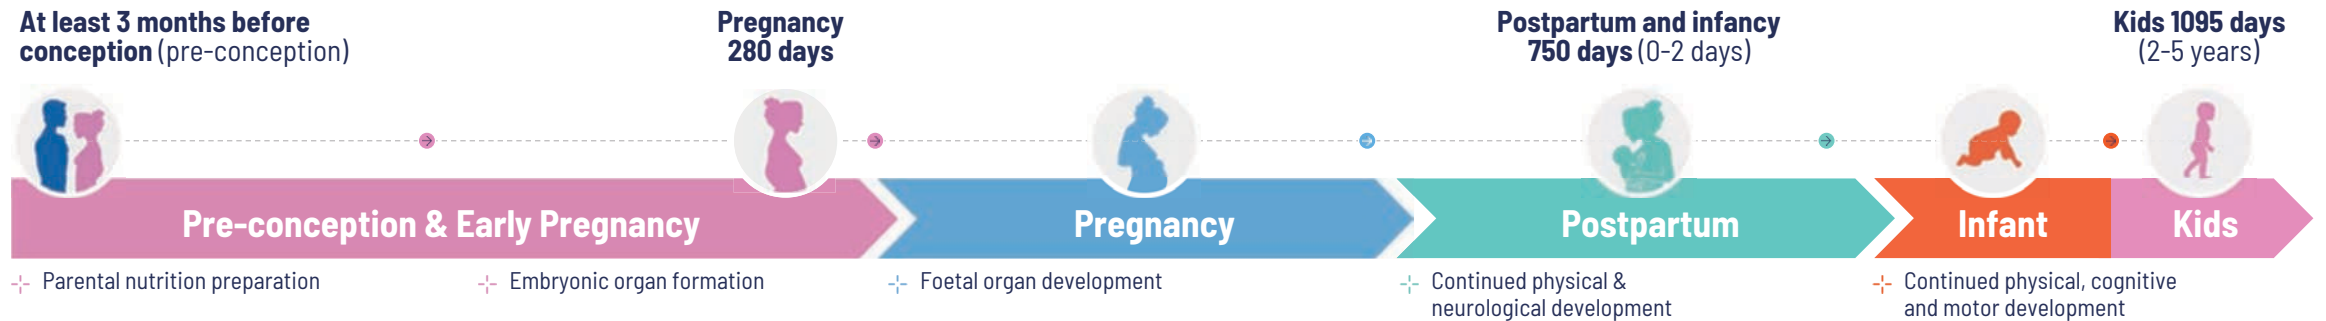 At least 3 months before
conception (pre-conception)
Pregnancy
280 days
Postpartum and infancy
750 days (0-2 days)
Kids 1095 days
(2-5 years)
Pre-conception & Early Pregnancy
Pregnancy
Postpartum
Infant
Kids
Parental nutrition preparation
Embryonic organ formation
Foetal organ development
Continued physical &
neurological development
Continued physical, cognitive
and motor development